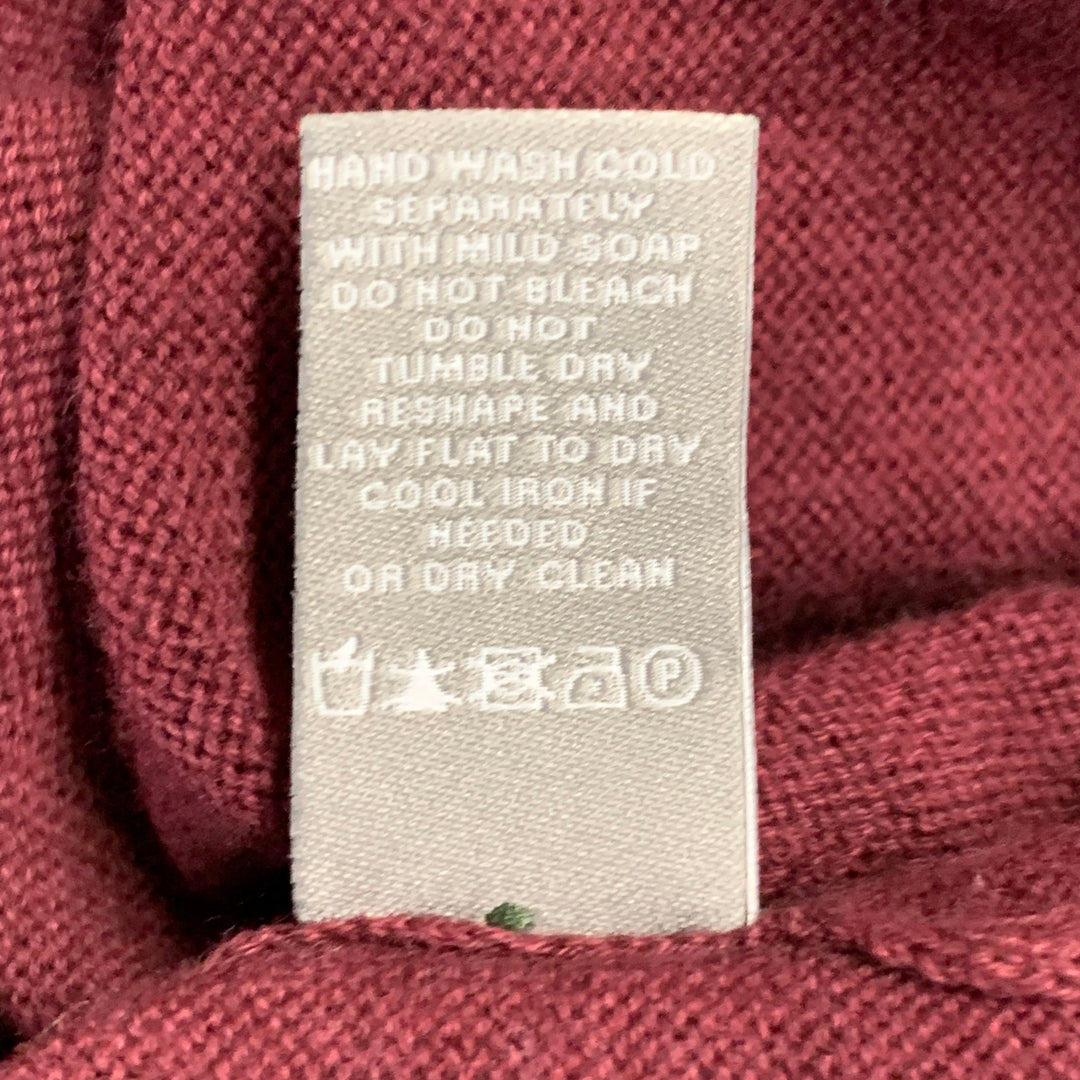 HAND WASH COLD
SEPARATELY
WITH MILD SOAP
DO NOT BLEACH
DO NOT
TUMBLE DRY
RESHAPE AND
LAY FLAT TO DRY
COOL IRON IF
NEEDED
OR DRY CLEAN
P